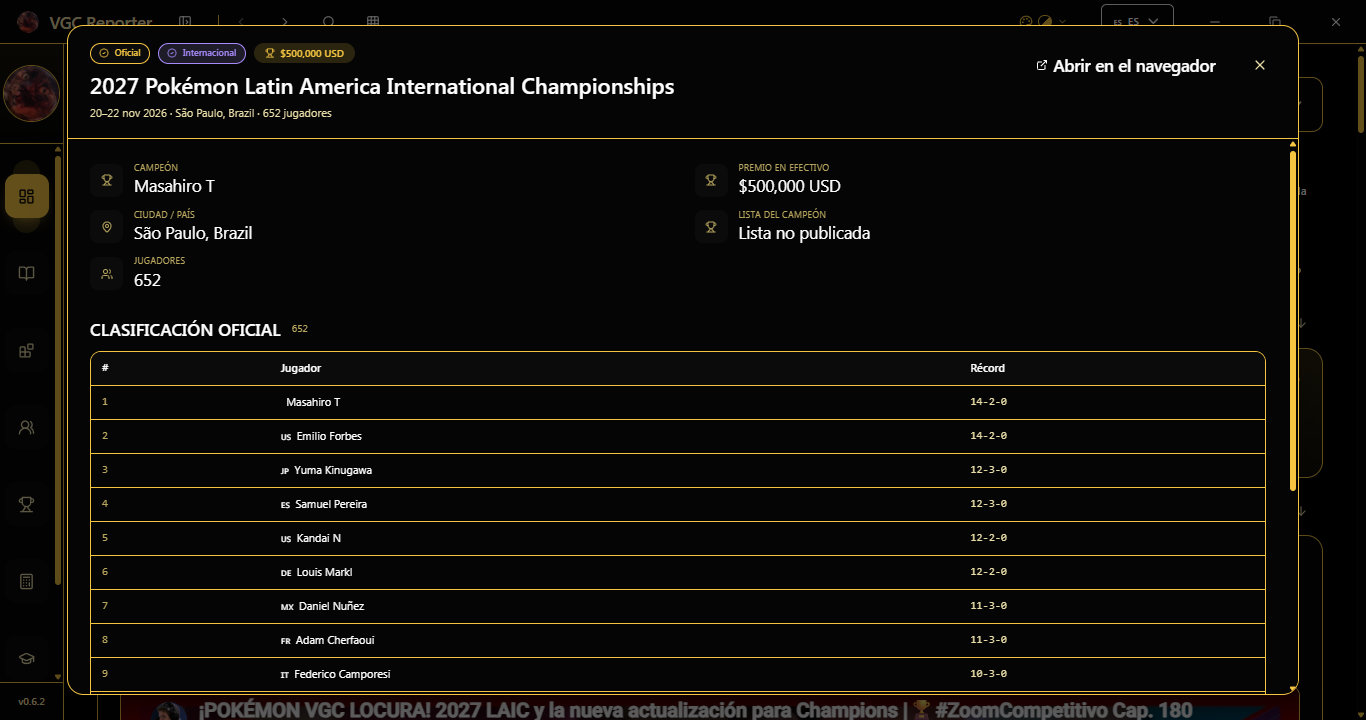 VGC Reporter
ES ES
Oficial Internacional $500,000 USD
2027 Pokémon Latin America International Championships
20–22 nov 2026 · São Paulo, Brazil · 652 jugadores
Abrir en el navegador
CAMPEÓN
Masahiro T
PREMIO EN EFECTIVO
$500,000 USD
CIUDAD / PAÍS
São Paulo, Brazil
LISTA DEL CAMPEÓN
Lista no publicada
JUGADORES
652
CLASIFICACIÓN OFICIAL 652
# Jugador Récord
1 Masahiro T 14-2-0
2 US Emilio Forbes 14-2-0
3 JP Yuma Kinugawa 12-3-0
4 ES Samuel Pereira 12-3-0
5 US Kandai N 12-2-0
6 DE Louis Markl 12-2-0
7 MX Daniel Nuñez 11-3-0
8 FR Adam Cherfaoui 11-3-0
9 IT Federico Camporesi 10-3-0
v0.6.2
¡POKÉMON VGC LOCURA! 2027 LAIC y la nueva actualización para Champions | 🏆 #ZoomCompetitivo Cap. 180